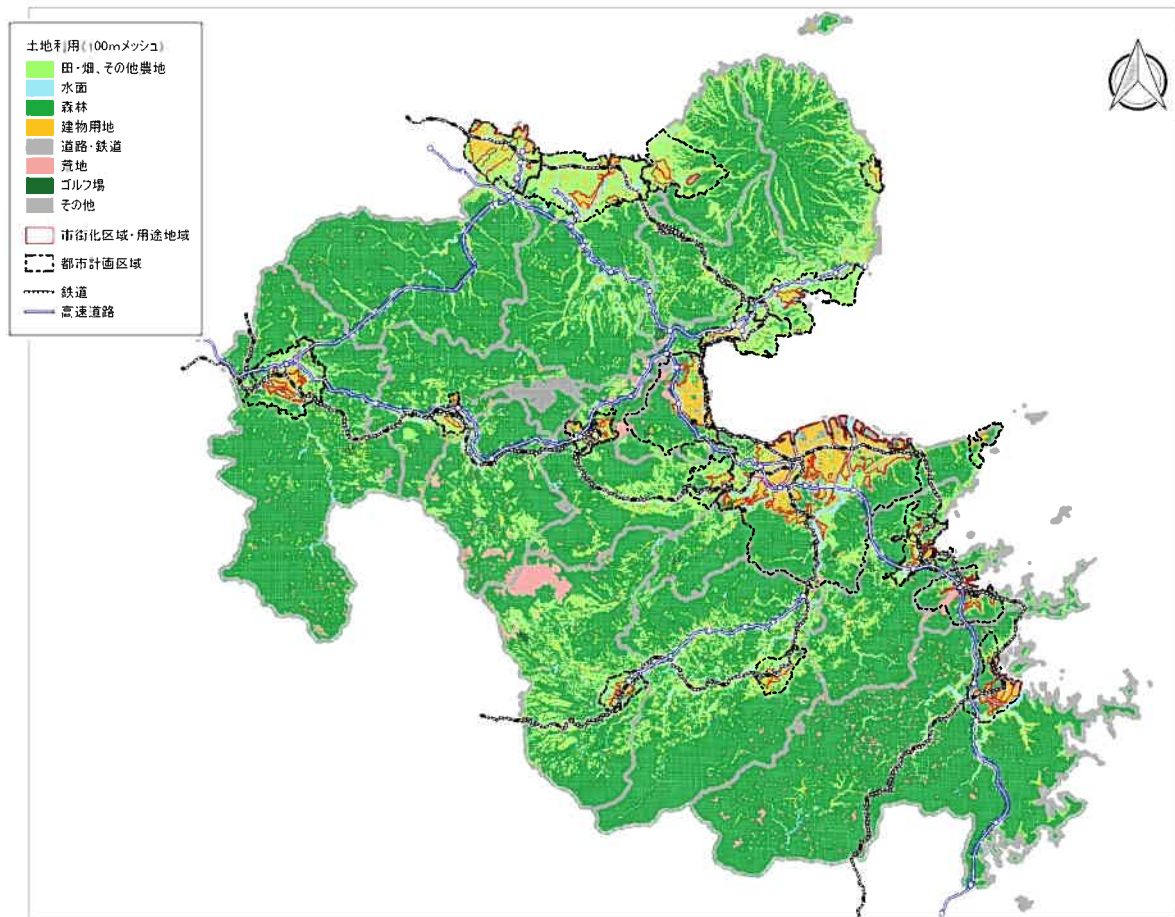 土地利用(100mメッシュ)
田・畑、その他農地
水面
森林
建物用地
道路・鉄道
荒地
ゴルフ場
その他
市街化区域・用途地域
都市計画区域
鉄道
高速道路